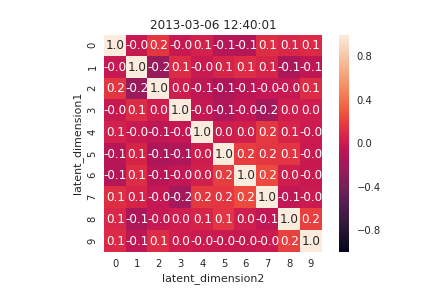 2013-03-06 12:40:01
0 1.0 -0.0 0.2 -0.0 0.1 -0.1 -0.1 0.1 0.1 0.1
1 -0.0 1.0 -0.2 0.1 -0.0 0.1 0.1 0.1 -0.1 -0.1
2 0.2 -0.2 1.0 0.0 -0.1 -0.1 -0.1 -0.0 -0.0 0.1
3 -0.0 0.1 0.0 1.0 -0.0 -0.1 -0.0 -0.2 0.0 0.0
4 0.1 -0.0 -0.1 -0.0 1.0 0.0 0.0 0.2 0.1 -0.0
5 -0.1 0.1 -0.1 -0.1 0.0 1.0 0.2 0.2 0.1 -0.0
6 -0.1 0.1 -0.1 -0.0 0.0 0.2 1.0 0.2 0.0 -0.0
7 0.1 0.1 -0.0 -0.2 0.2 0.2 0.2 1.0 -0.1 -0.0
8 0.1 -0.1 -0.0 0.0 0.1 0.1 0.0 -0.1 1.0 0.2
9 0.1 -0.1 0.1 0.0 -0.0 -0.0 -0.0 -0.0 0.2 1.0
0 1 2 3 4 5 6 7 8 9
latent_dimension1
latent_dimension2
0.8
0.4
0.0
-0.4
-0.8